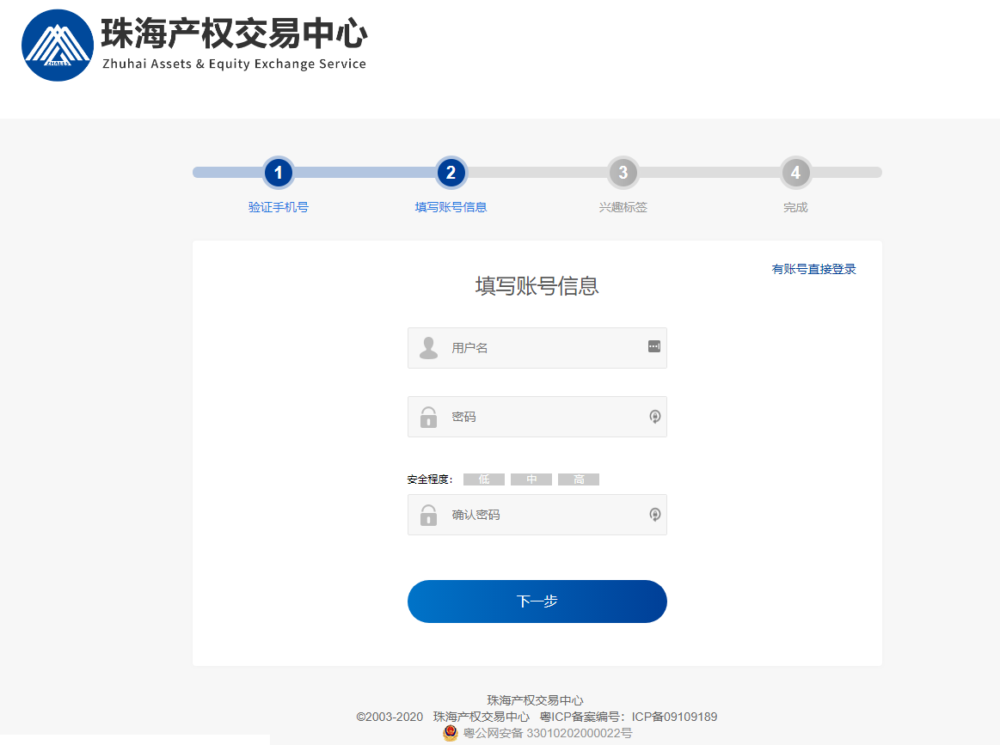 珠海产权交易中心
Zhuhai Assets & Equity Exchange Service
ZHAEES
1 2 3 4
验证手机号 填写账号信息 兴趣标签 完成
有账号直接登录
填写账号信息
用户名
密码
安全程度： 低 中 高
确认密码
下一步
珠海产权交易中心
©2003-2020 珠海产权交易中心 粤ICP备案编号：ICP备09109189
粤公网安备 33010202000022号